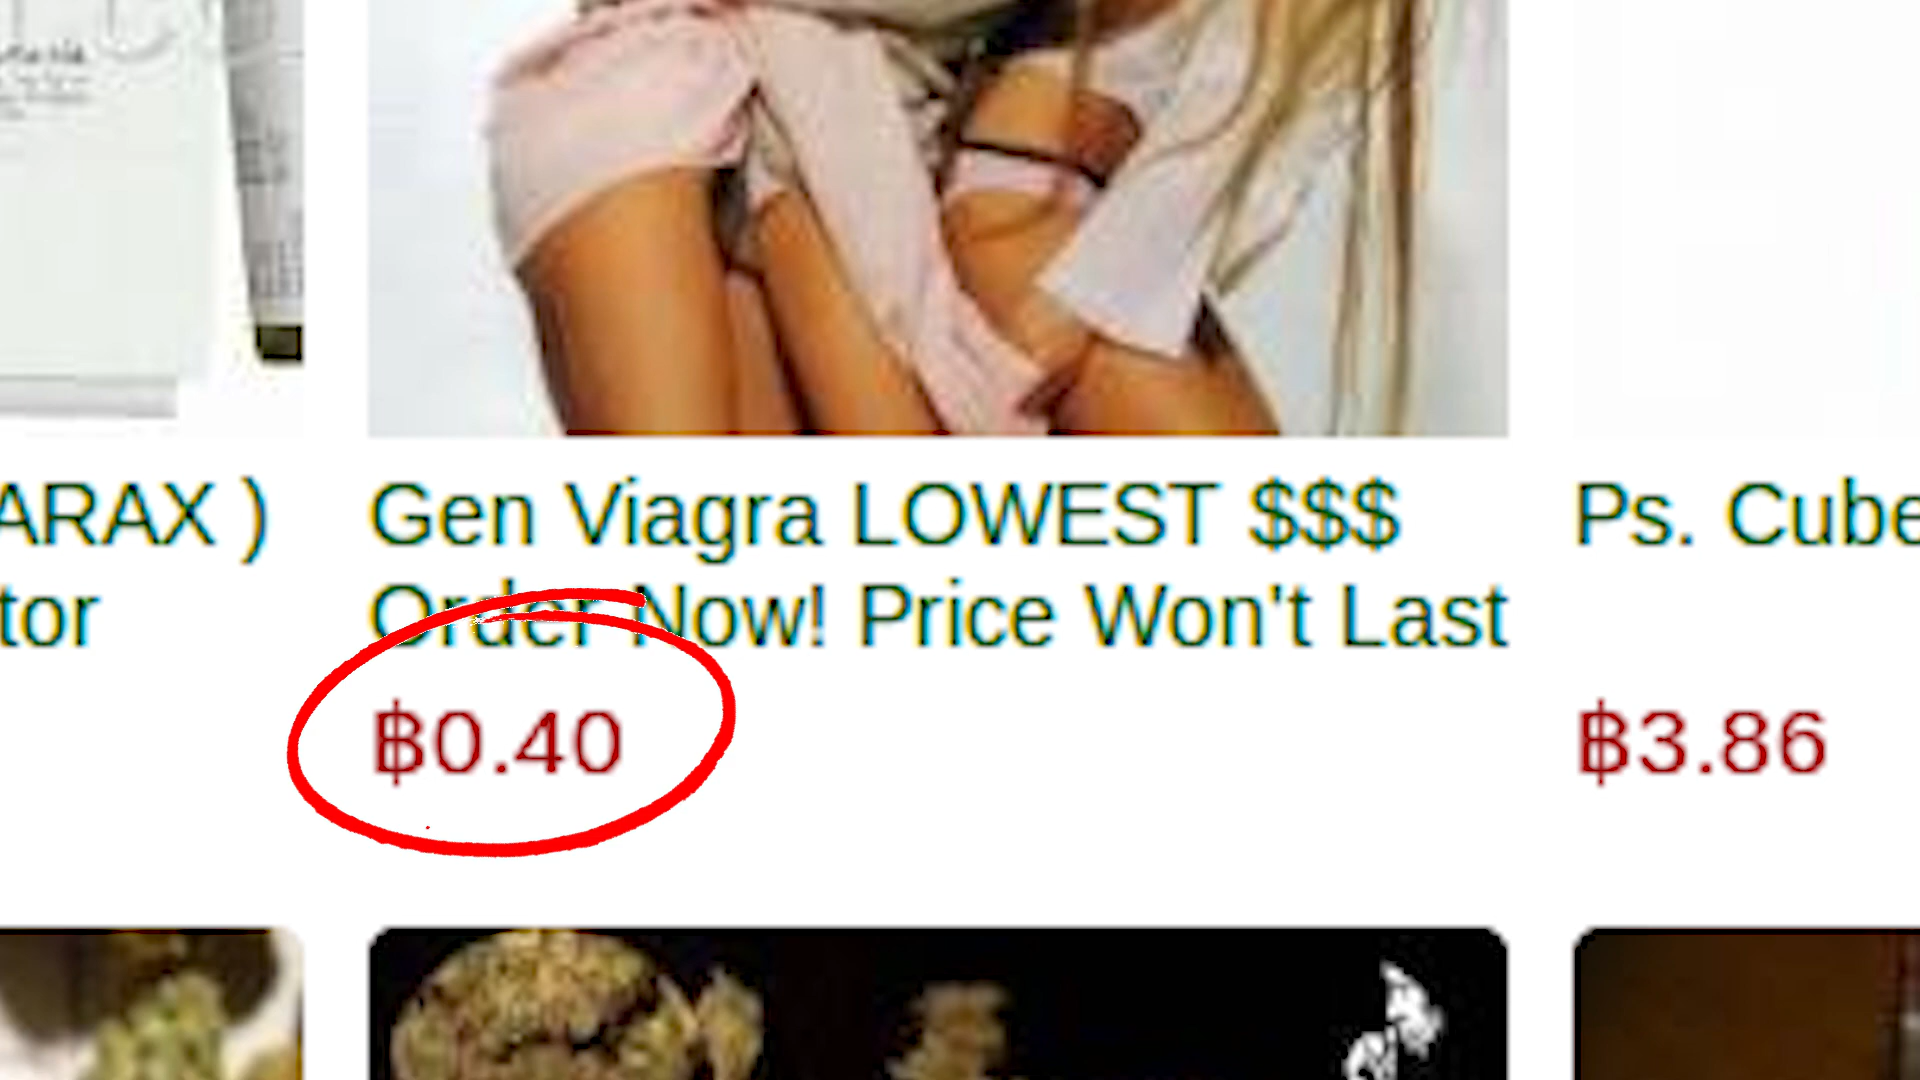 ARAX )
tor
Gen Viagra LOWEST $$$
Order Now! Price Won't Last
฿0.40
Ps. Cube
฿3.86